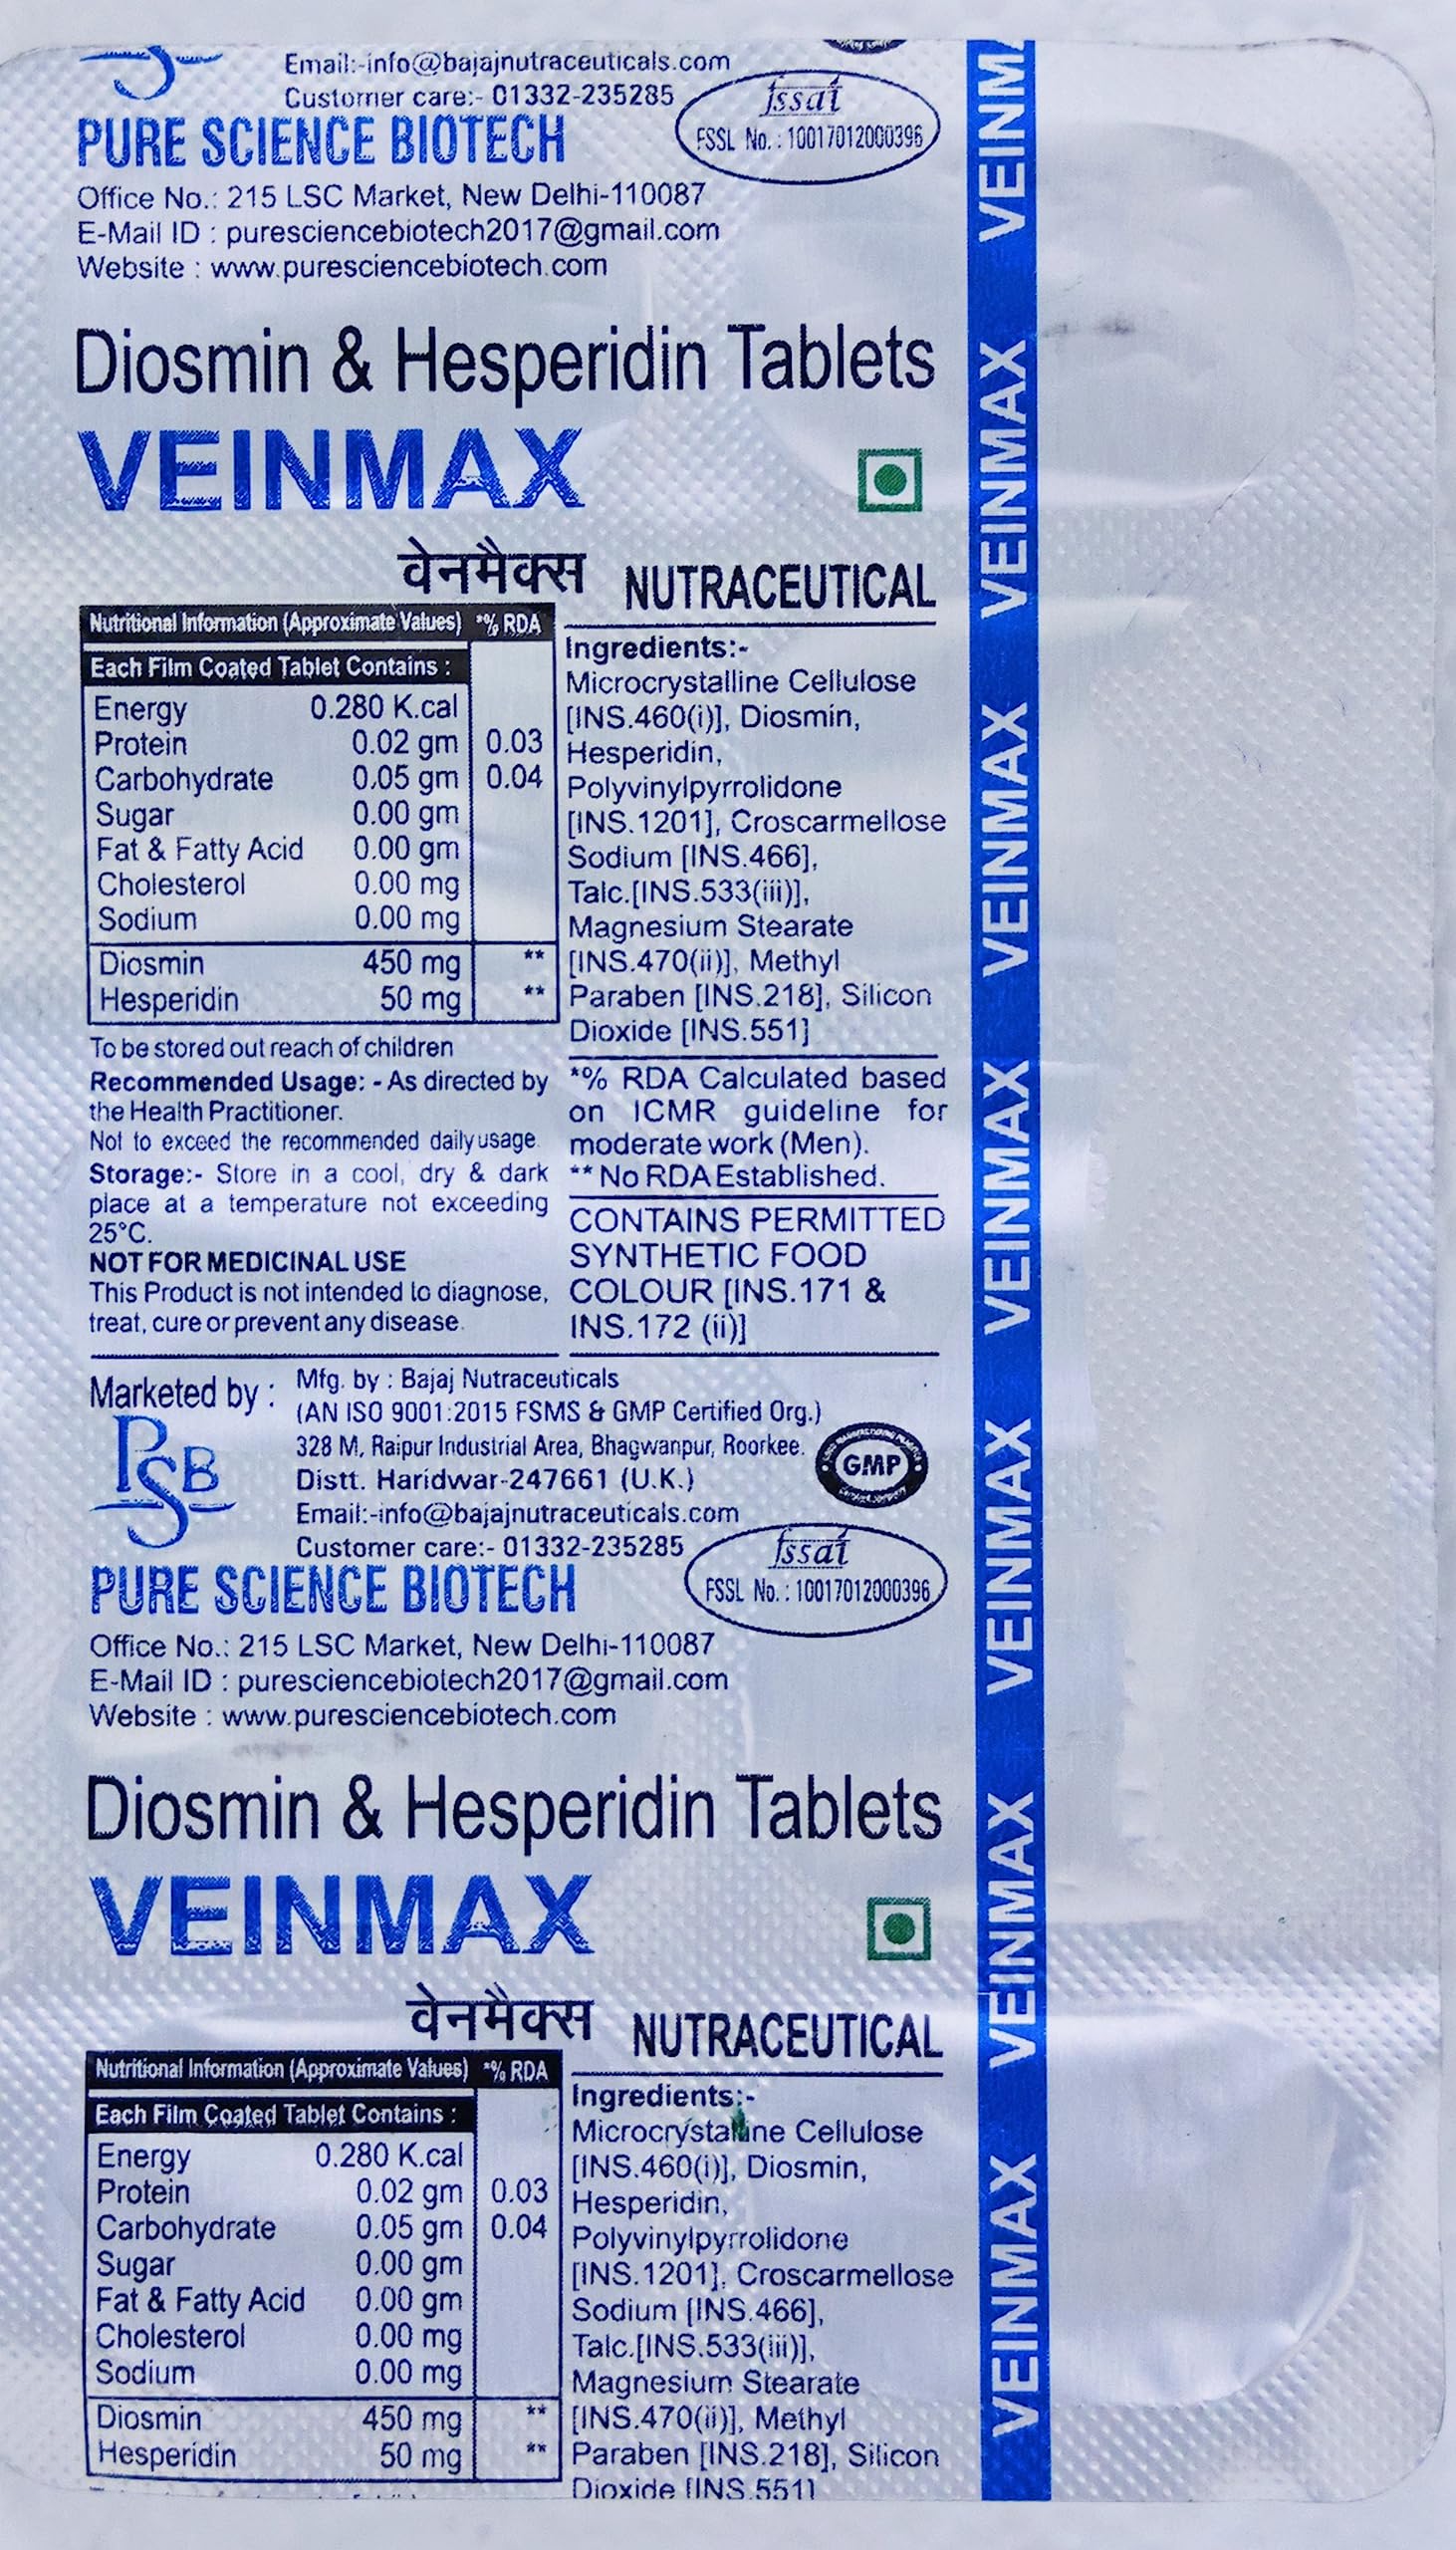 Email:-info@bajajnutraceuticals.com
Customer care:- 01332-235285
fssai
FSSL No. : 10017012000396
PURE SCIENCE BIOTECH
Office No.: 215 LSC Market, New Delhi-110087
E-Mail ID : puresciencebiotech2017@gmail.com
Website : www.puresciencebiotech.com
Diosmin & Hesperidin Tablets
VEINMAX
वेनमैक्स
NUTRACEUTICAL
Nutritional Information (Approximate Values) *% RDA
Each Film Coated Tablet Contains :
Energy 0.280 K.cal
Protein 0.02 gm 0.03
Carbohydrate 0.05 gm 0.04
Sugar 0.00 gm
Fat & Fatty Acid 0.00 gm
Cholesterol 0.00 mg
Sodium 0.00 mg
Diosmin 450 mg **
Hesperidin 50 mg **
To be stored out reach of children
Recommended Usage: - As directed by
the Health Practitioner.
Not to exceed the recommended daily usage.
Storage:- Store in a cool, dry & dark
place at a temperature not exceeding
25°C.
NOT FOR MEDICINAL USE
This Product is not intended to diagnose,
treat, cure or prevent any disease.
Ingredients:-
Microcrystalline Cellulose
[INS.460(i)], Diosmin,
Hesperidin,
Polyvinylpyrrolidone
[INS.1201], Croscarmellose
Sodium [INS.466],
Talc.[INS.533(iii)],
Magnesium Stearate
[INS.470(ii)], Methyl
Paraben [INS.218], Silicon
Dioxide [INS.551]
*% RDA Calculated based
on ICMR guideline for
moderate work (Men).
** No RDA Established.
CONTAINS PERMITTED
SYNTHETIC FOOD
COLOUR [INS.171 &
INS.172 (ii)]
Marketed by :
PSB
Mfg. by : Bajaj Nutraceuticals
(AN ISO 9001:2015 FSMS & GMP Certified Org.)
328 M, Raipur Industrial Area, Bhagwanpur, Roorkee.
Distt. Haridwar-247661 (U.K.)
Email:-info@bajajnutraceuticals.com
Customer care:- 01332-235285
GMP
fssai
FSSL No. : 10017012000396
PURE SCIENCE BIOTECH
Office No.: 215 LSC Market, New Delhi-110087
E-Mail ID : puresciencebiotech2017@gmail.com
Website : www.puresciencebiotech.com
Diosmin & Hesperidin Tablets
VEINMAX
वेनमैक्स
NUTRACEUTICAL
Nutritional Information (Approximate Values) *% RDA
Each Film Coated Tablet Contains :
Energy 0.280 K.cal
Protein 0.02 gm 0.03
Carbohydrate 0.05 gm 0.04
Sugar 0.00 gm
Fat & Fatty Acid 0.00 gm
Cholesterol 0.00 mg
Sodium 0.00 mg
Diosmin 450 mg **
Hesperidin 50 mg **
Ingredients:-
Microcrystalline Cellulose
[INS.460(i)], Diosmin,
Hesperidin,
Polyvinylpyrrolidone
[INS.1201], Croscarmellose
Sodium [INS.466],
Talc.[INS.533(iii)],
Magnesium Stearate
[INS.470(ii)], Methyl
Paraben [INS.218], Silicon
Dioxide [INS.551]
VEINMAX VEINMAX VEINMAX VEINMAX VEINMAX VEINMAX VEINM